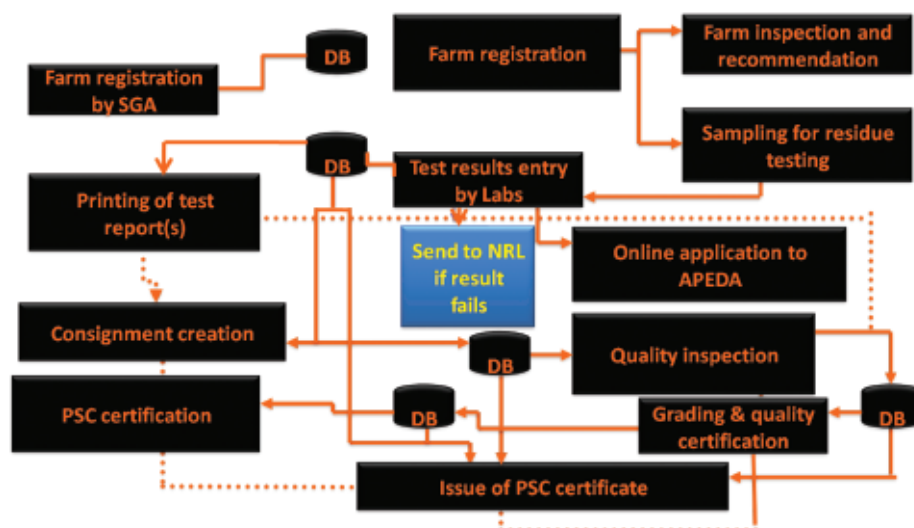 DB
Farm registration
Farm inspection and
recommendation
Farm registration
by SGA
DB
Test results entry
by Labs
Sampling for residue
testing
Printing of test
report(s)
Send to NRL
if result
fails
Online application to
APEDA
Consignment creation
DB
Quality inspection
PSC certification
DB
Grading & quality
certification
DB
Issue of PSC certificate